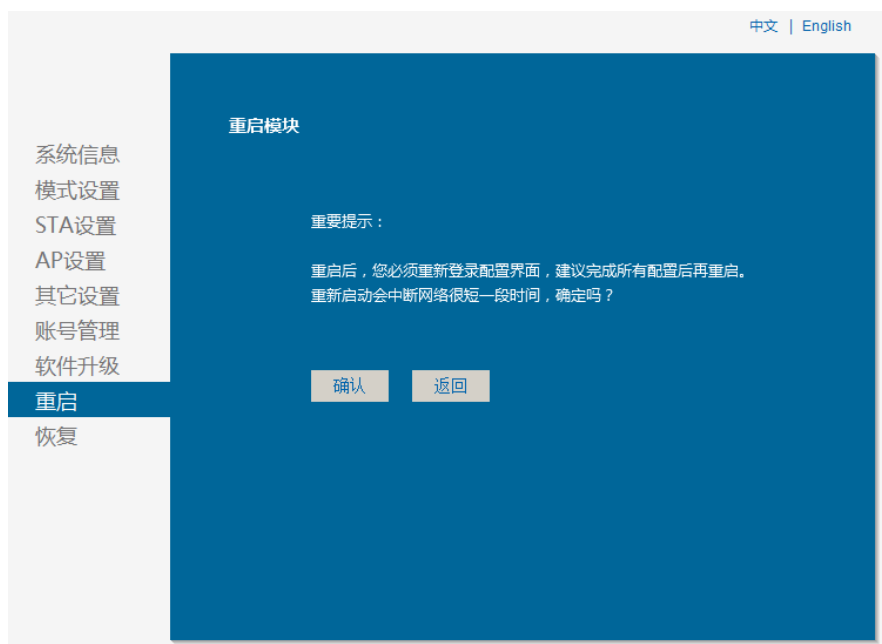 中文 | English
系统信息
模式设置
STA设置
AP设置
其它设置
账号管理
软件升级
重启
恢复
重启模块
重要提示：
重启后，您必须重新登录配置界面，建议完成所有配置后再重启。
重新启动会中断网络很短一段时间，确定吗？
确认 返回